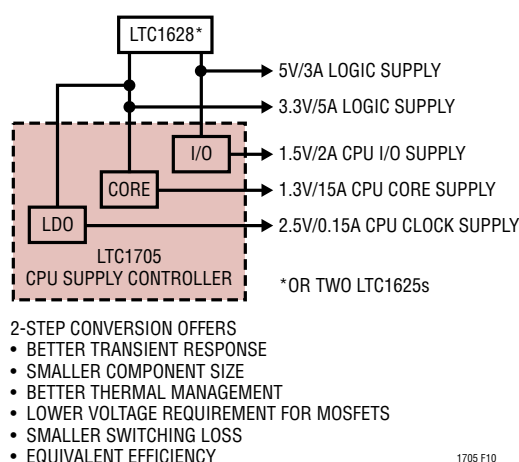 LTC1628*
5V/3A LOGIC SUPPLY
3.3V/5A LOGIC SUPPLY
I/O
1.5V/2A CPU I/O SUPPLY
CORE
1.3V/15A CPU CORE SUPPLY
LDO
2.5V/0.15A CPU CLOCK SUPPLY
LTC1705
CPU SUPPLY CONTROLLER
*OR TWO LTC1625s
2-STEP CONVERSION OFFERS
• BETTER TRANSIENT RESPONSE
• SMALLER COMPONENT SIZE
• BETTER THERMAL MANAGEMENT
• LOWER VOLTAGE REQUIREMENT FOR MOSFETS
• SMALLER SWITCHING LOSS
• EQUIVALENT EFFICIENCY
1705 F10